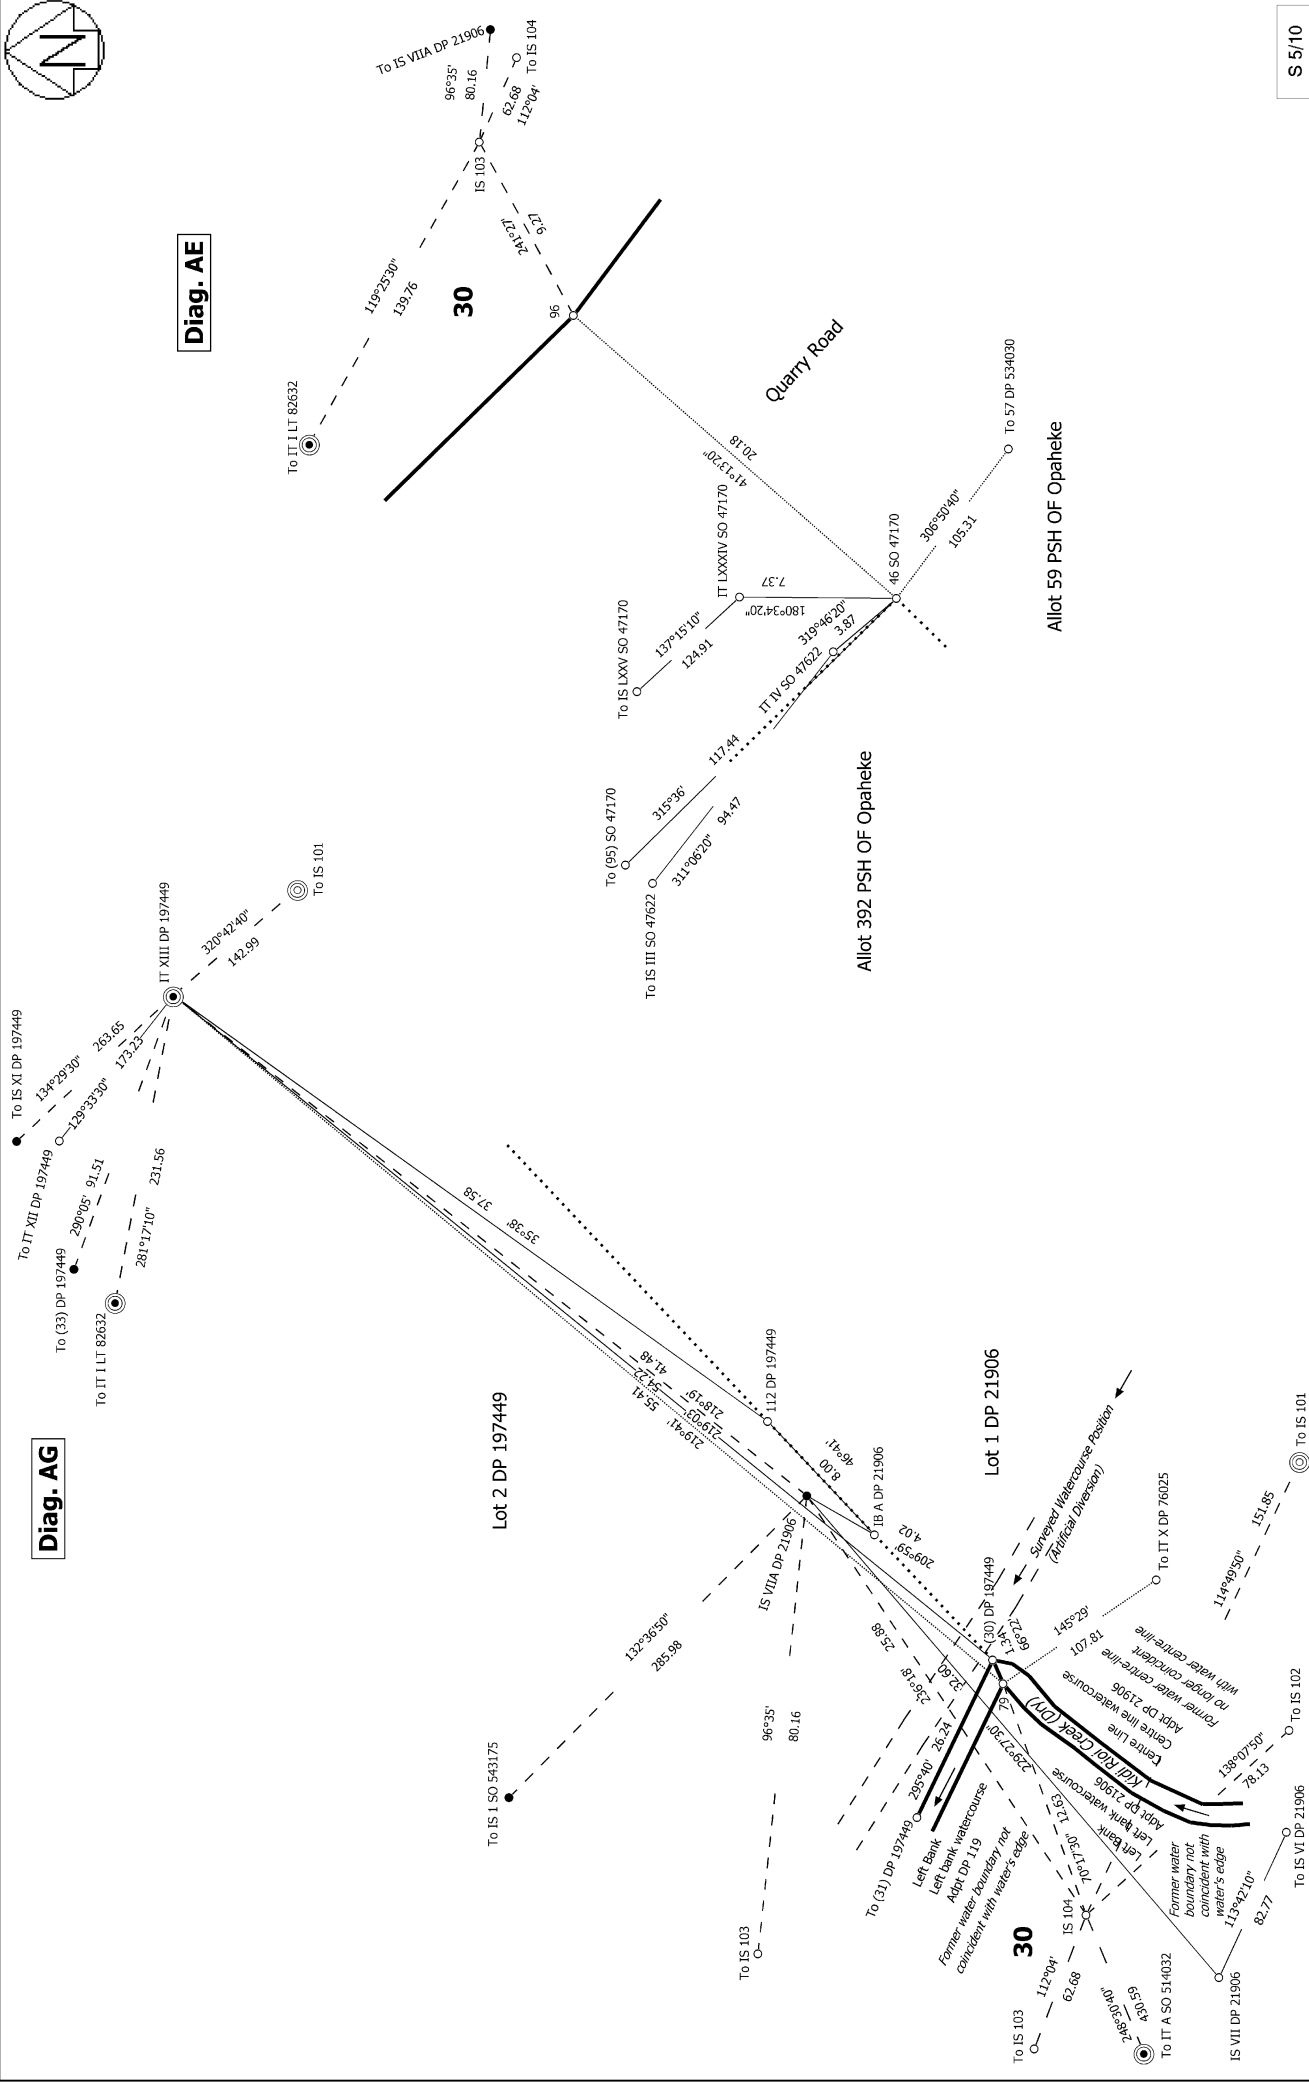 N
S 5/10
Diag. AE
To IS VIIA DP 21906
96°35'
80.16
62.68
112°04'
To IS 104
IS 103
241°27'
9.27
119°25'30"
139.76
30
96
To IT I LT 82632
Quarry Road
20.18
41°13'20"
To 57 DP 534030
306°50'40"
105.31
Allot 59 PSH OF Opaheke
46 SO 47170
IT LXXXIV SO 47170
7.37
180°34'20"
To IS LXXV SO 47170
137°15'10"
124.91
319°46'20"
3.87
IT IV SO 47622
117.44
315°36'
To (95) SO 47170
94.47
311°06'20"
To IS III SO 47622
Allot 392 PSH OF Opaheke
Diag. AG
IT XIII DP 197449
320°42'40"
142.99
To IS 101
To IS XI DP 197449
134°29'30"
263.65
To IT XII DP 197449
129°33'30"
173.23
To (33) DP 197449
290°05'
91.51
To IT I LT 82632
281°17'10"
231.56
37.58
35°38'
41.48
218°19'
54.22
219°03'
55.41
219°41'
Lot 2 DP 197449
112 DP 197449
8.00
46°41'
IB A DP 21906
4.02
209°59'
IS VIIA DP 21906
Lot 1 DP 21906
Surveyed Watercourse Position
(Artificial Diversion)
To IT X DP 76025
145°29'
107.81
(30) DP 197449
1.34
66°22'
79
132°36'50"
285.98
To IS 1 SO 543175
96°35'
80.16
To IS 103
25.88
236°18'
32.60
229°27'30"
295°40'
26.24
To (31) DP 197449
Left Bank
Left bank watercourse
Adpt DP 119
Former water boundary not
coincident with water's edge
70°17'30"
12.63
Kidi Riol Creek (Dry)
Centre Line
Centre line watercourse
Adpt DP 21906
Former water centre-line
no longer coincident
with water centre-line
Left Bank
Left bank watercourse
Adpt DP 21906
Former water
boundary not
coincident with
water's edge
114°49'50"
151.85
To IS 101
138°07'50"
78.13
To IS 102
113°42'10"
82.77
To IS VI DP 21906
IS VII DP 21906
IS 104
30
112°04'
62.68
To IS 103
248°30'40"
430.59
To IT A SO 514032